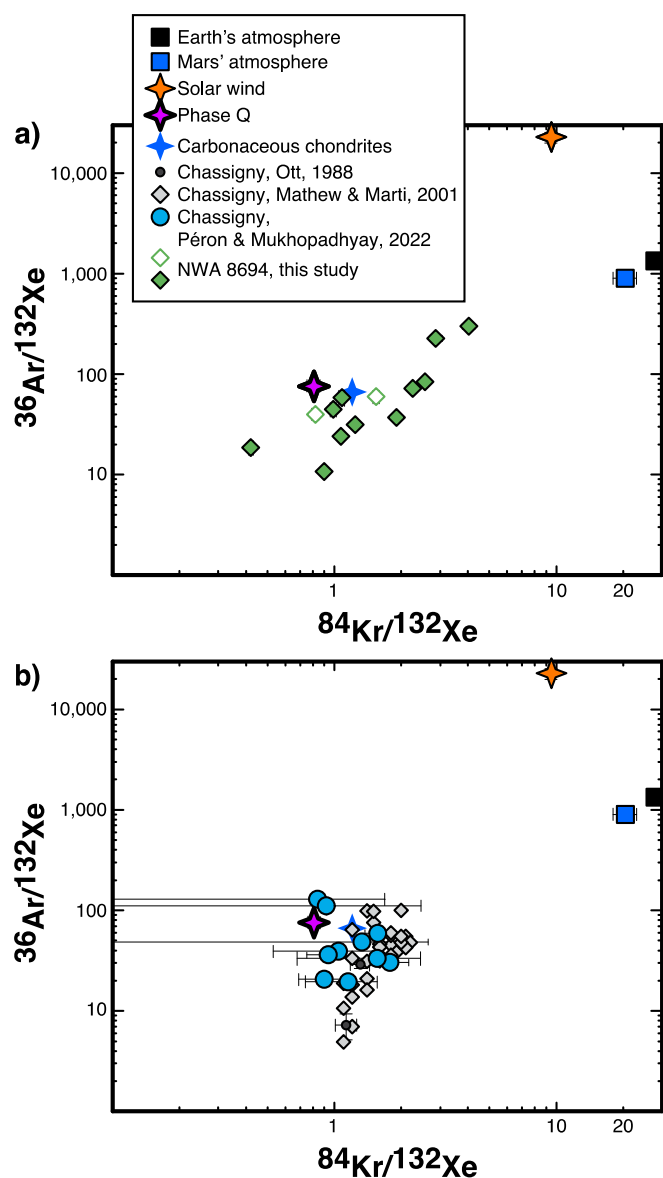 Earth's atmosphere
Mars' atmosphere
Solar wind
Phase Q
Carbonaceous chondrites
Chassigny, Ott, 1988
Chassigny, Mathew & Marti, 2001
Chassigny,
Péron & Mukhopadhyay, 2022
NWA 8694, this study
a)
10,000
1,000
100
10
36Ar/132Xe
1
10
20
84Kr/132Xe
b)
10,000
1,000
100
10
36Ar/132Xe
1
10
20
84Kr/132Xe